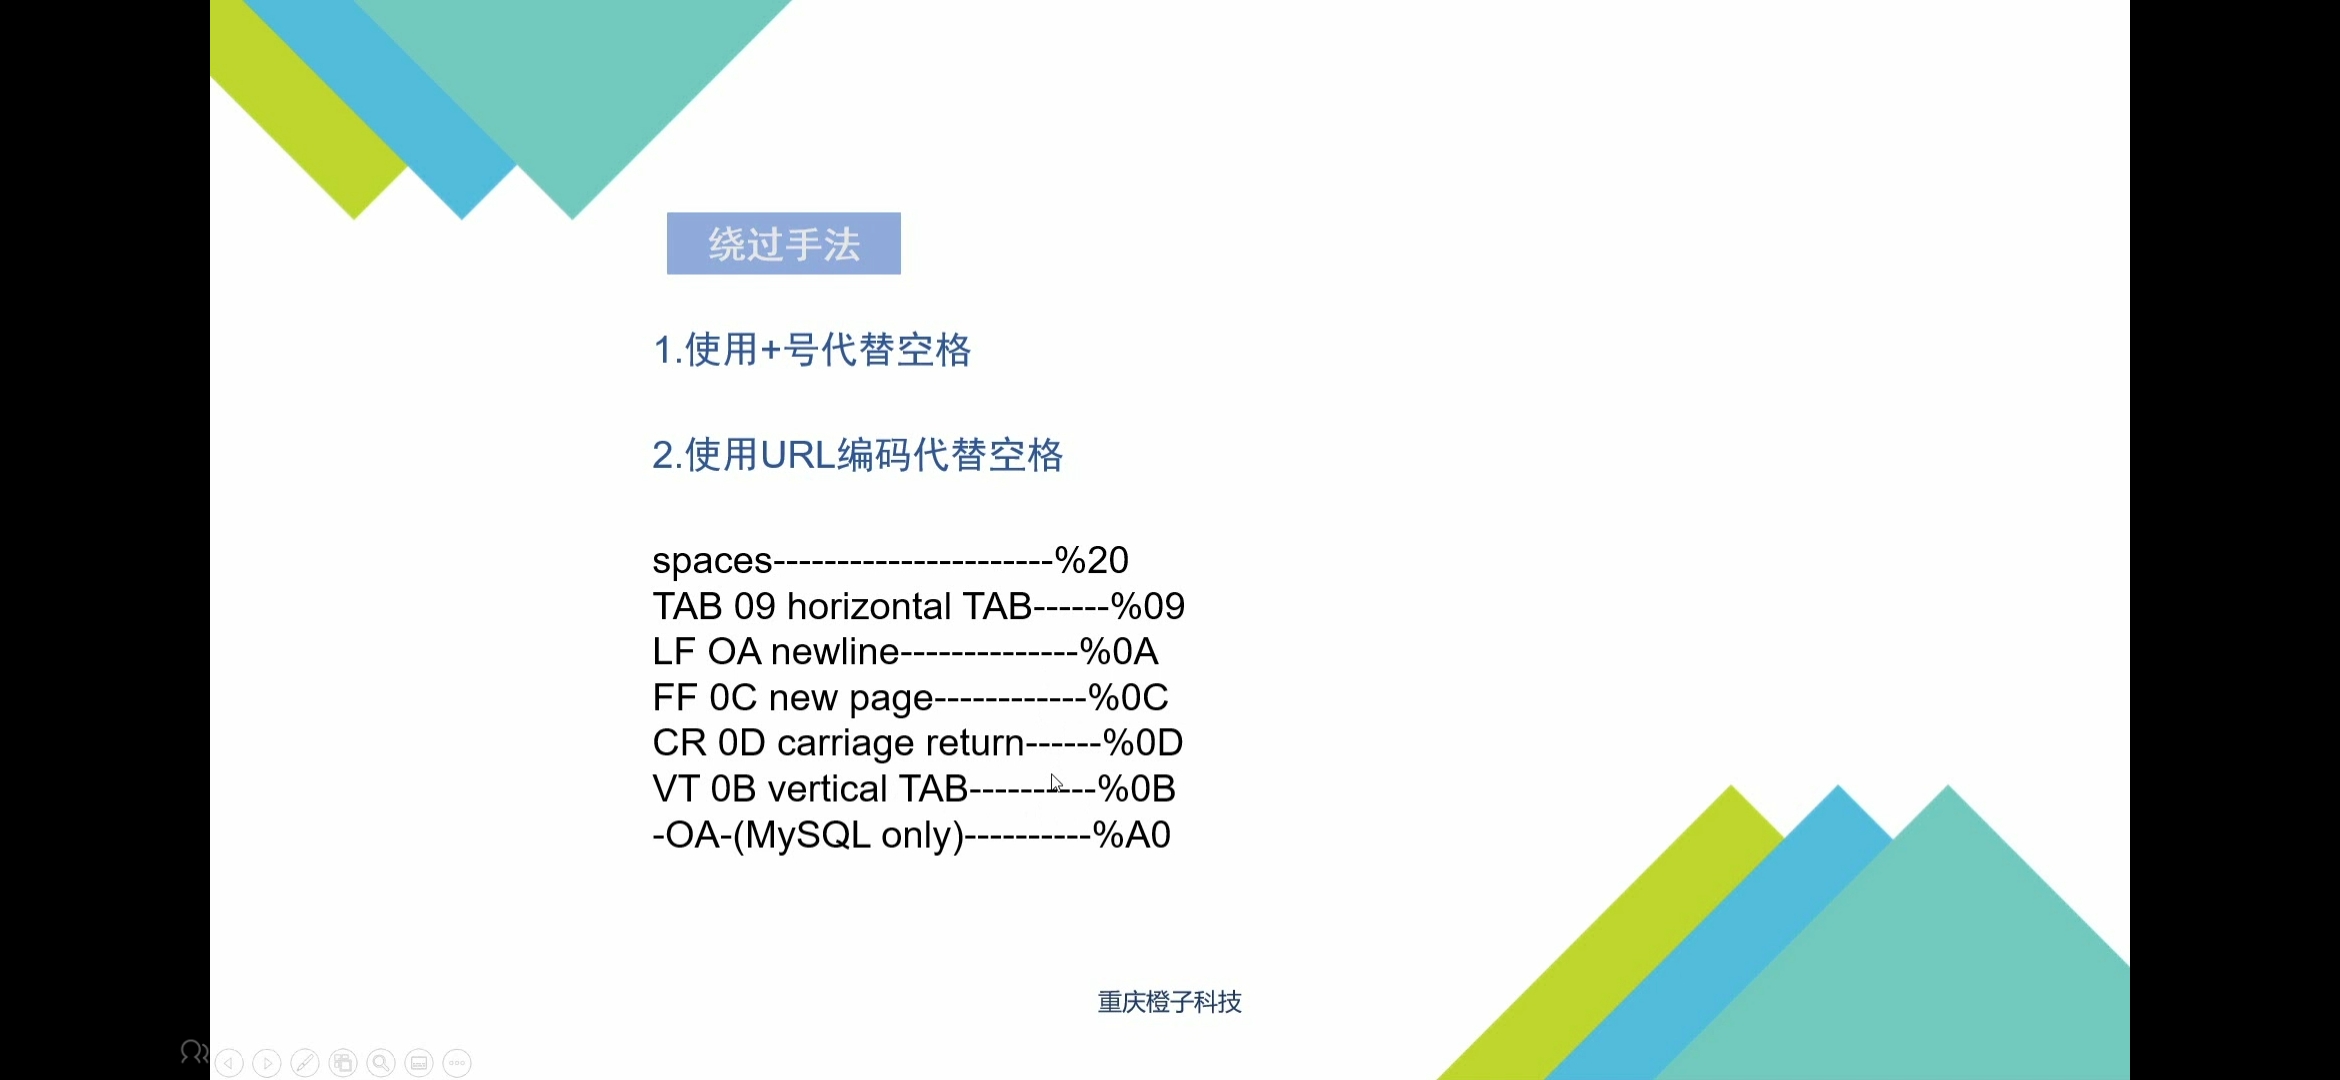 绕过手法
1.使用+号代替空格
2.使用URL编码代替空格
spaces----------------------%20
TAB 09 horizontal TAB------%09
LF OA newline--------------%0A
FF 0C new page------------%0C
CR 0D carriage return------%0D
VT 0B vertical TAB----------%0B
-OA-(MySQL only)----------%A0
重庆橙子科技